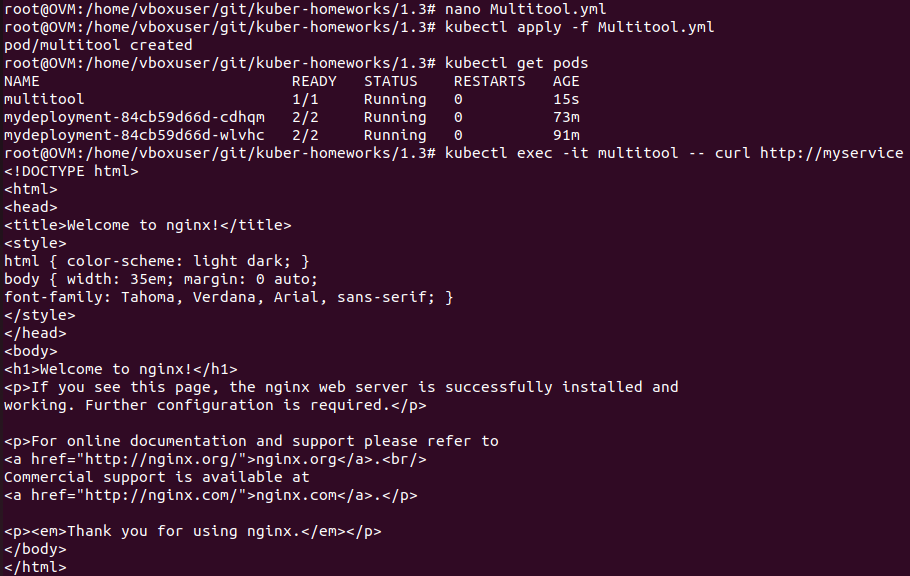 root@OVM:/home/vboxuser/git/kuber-homeworks/1.3# nano Multitool.yml
root@OVM:/home/vboxuser/git/kuber-homeworks/1.3# kubectl apply -f Multitool.yml
pod/multitool created
root@OVM:/home/vboxuser/git/kuber-homeworks/1.3# kubectl get pods
NAME                            READY   STATUS    RESTARTS   AGE
multitool                       1/1     Running   0          15s
mydeployment-84cb59d66d-cdhqm   2/2     Running   0          73m
mydeployment-84cb59d66d-wlvhc   2/2     Running   0          91m
root@OVM:/home/vboxuser/git/kuber-homeworks/1.3# kubectl exec -it multitool -- curl http://myservice
<!DOCTYPE html>
<html>
<head>
<title>Welcome to nginx!</title>
<style>
html { color-scheme: light dark; }
body { width: 35em; margin: 0 auto;
font-family: Tahoma, Verdana, Arial, sans-serif; }
</style>
</head>
<body>
<h1>Welcome to nginx!</h1>
<p>If you see this page, the nginx web server is successfully installed and
working. Further configuration is required.</p>

<p>For online documentation and support please refer to
<a href="http://nginx.org/">nginx.org</a>.<br/>
Commercial support is available at
<a href="http://nginx.com/">nginx.com</a>.</p>

<p><em>Thank you for using nginx.</em></p>
</body>
</html>